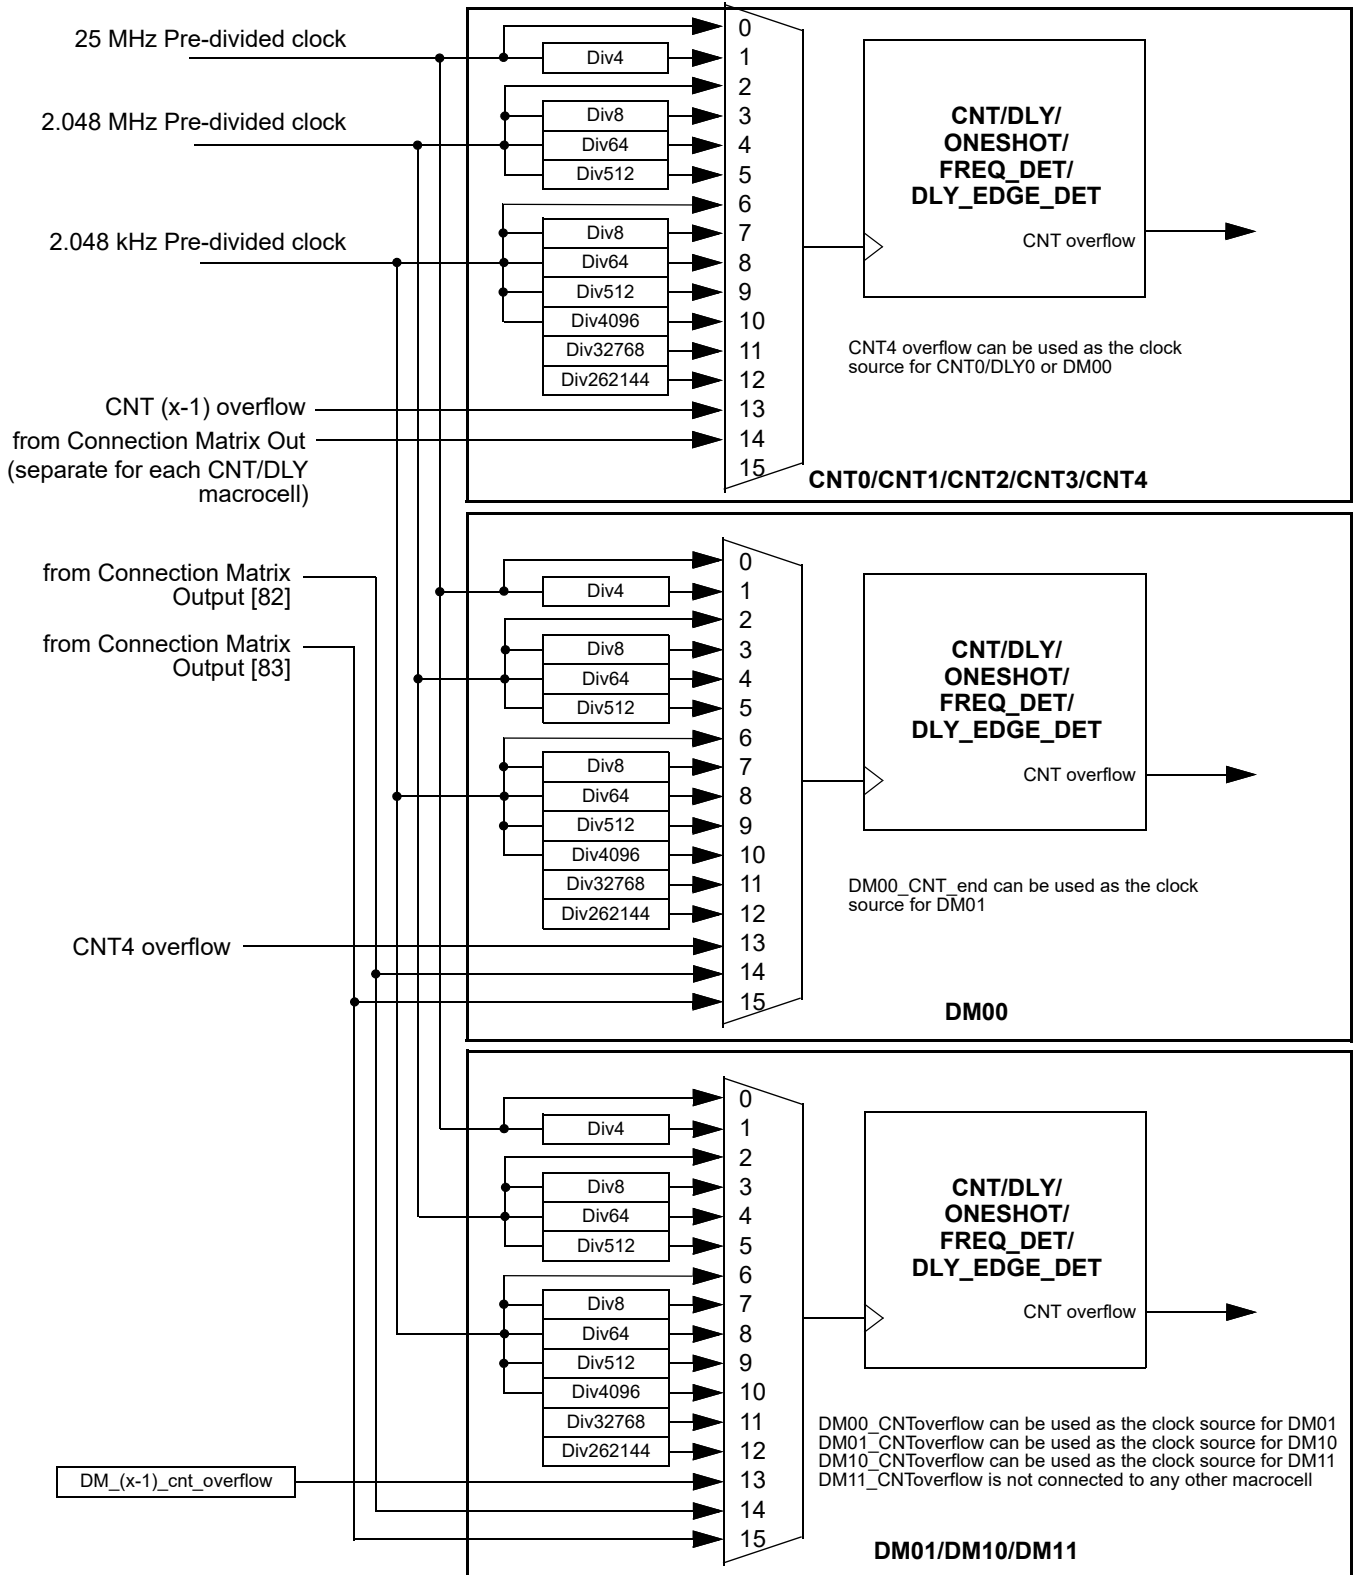 25 MHz Pre-divided clock
2.048 MHz Pre-divided clock
2.048 kHz Pre-divided clock
CNT (x-1) overflow
from Connection Matrix Out
(separate for each CNT/DLY
macrocell)
Div4
Div8
Div64
Div512
Div8
Div64
Div512
Div4096
Div32768
Div262144
0
1
2
3
4
5
6
7
8
9
10
11
12
13
14
15
CNT/DLY/
ONESHOT/
FREQ_DET/
DLY_EDGE_DET
CNT overflow
CNT4 overflow can be used as the clock
source for CNT0/DLY0 or DM00
CNT0/CNT1/CNT2/CNT3/CNT4
from Connection Matrix
Output [82]
from Connection Matrix
Output [83]
CNT4 overflow
Div4
Div8
Div64
Div512
Div8
Div64
Div512
Div4096
Div32768
Div262144
0
1
2
3
4
5
6
7
8
9
10
11
12
13
14
15
CNT/DLY/
ONESHOT/
FREQ_DET/
DLY_EDGE_DET
CNT overflow
DM00_CNT_end can be used as the clock
source for DM01
DM00
DM_(x-1)_cnt_overflow
Div4
Div8
Div64
Div512
Div8
Div64
Div512
Div4096
Div32768
Div262144
0
1
2
3
4
5
6
7
8
9
10
11
12
13
14
15
CNT/DLY/
ONESHOT/
FREQ_DET/
DLY_EDGE_DET
CNT overflow
DM00_CNToverflow can be used as the clock source for DM01
DM01_CNToverflow can be used as the clock source for DM10
DM10_CNToverflow can be used as the clock source for DM11
DM11_CNToverflow is not connected to any other macrocell
DM01/DM10/DM11